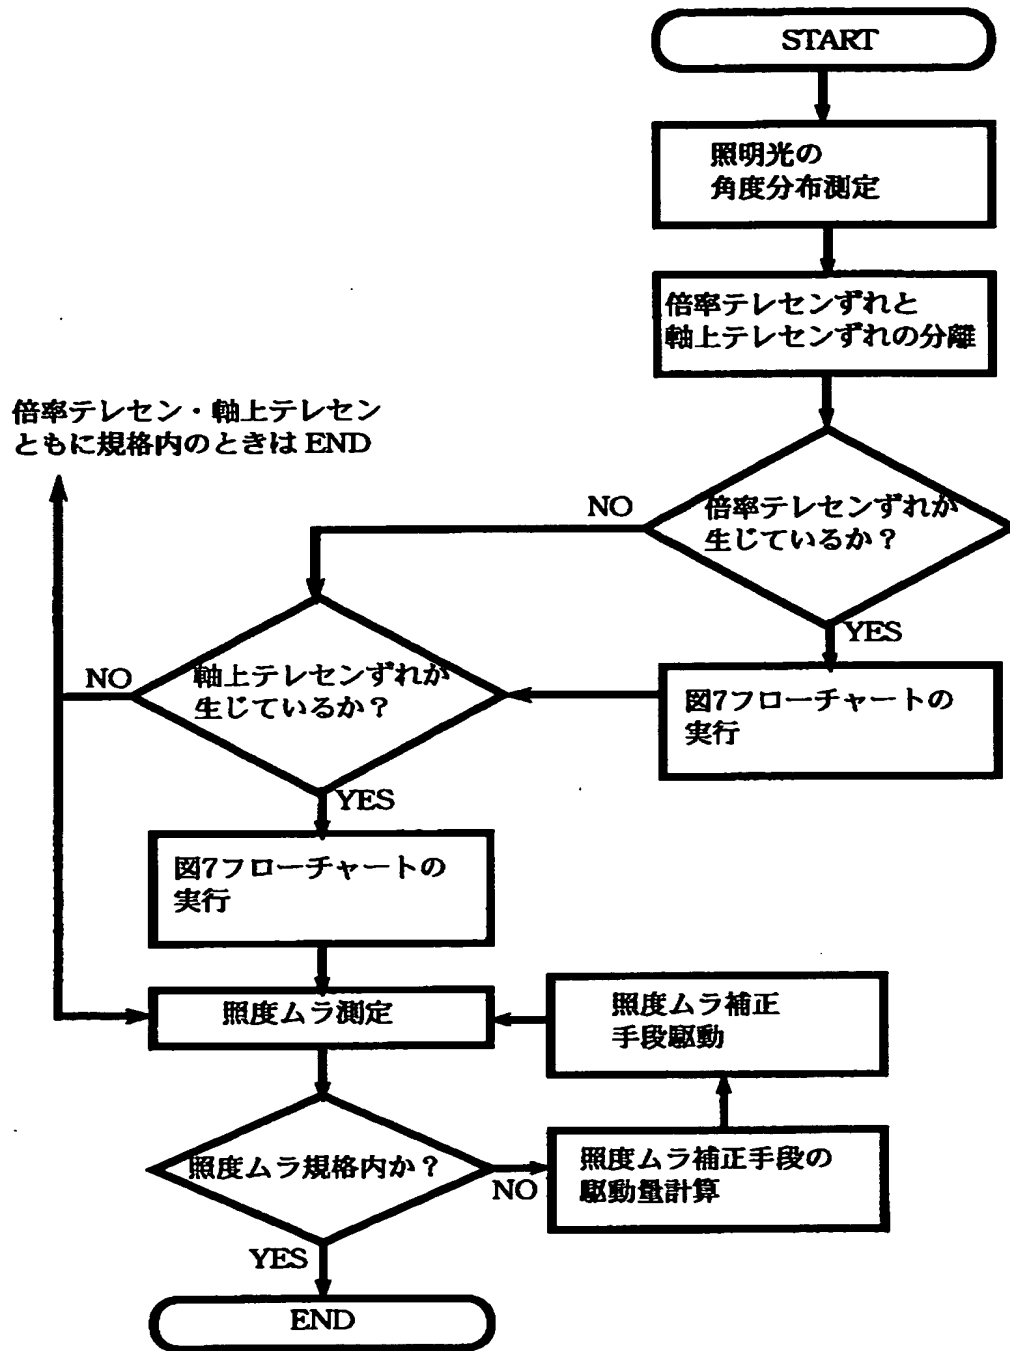 START
照明光の
角度分布測定
倍率テレセンずれと
軸上テレセンずれの分離
倍率テレセン・軸上テレセン
ともに規格内のときは END
NO
倍率テレセンずれが
生じているか？
YES
NO
軸上テレセンずれが
生じているか？
図7フローチャートの
実行
YES
図7フローチャートの
実行
照度ムラ測定
照度ムラ補正
手段駆動
照度ムラ規格内か？
NO
照度ムラ補正手段の
駆動量計算
YES
END